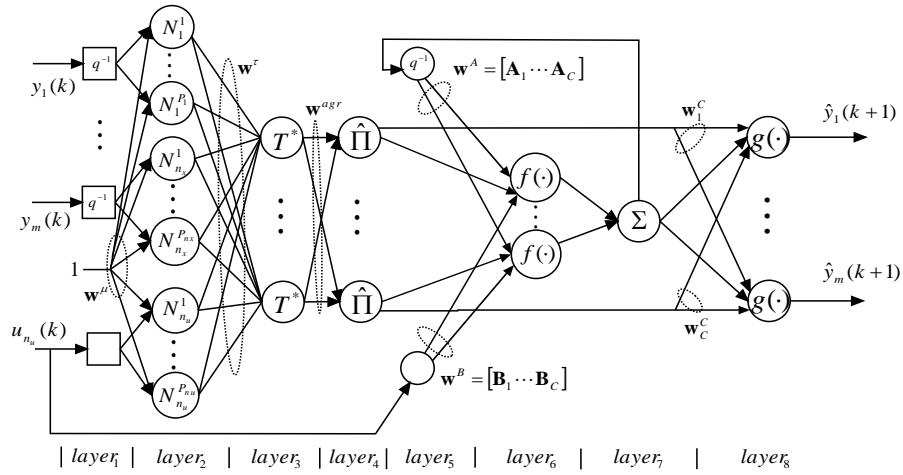 N_1^1
q^{-1}
y_1(k)
N_1^{P_1}
w^τ
w^{agr}
q^{-1}
w^A = [A_1 ⋯ A_C]
w_1^C
ŷ_1(k+1)
T^*
Π̂
g(·)
N_{n_x}^1
f(·)
y_m(k)
q^{-1}
N_{n_x}^{P_{nx}}
Σ
f(·)
1
w^μ
N_{n_u}^1
T^*
Π̂
g(·)
ŷ_m(k+1)
u_{n_u}(k)
w_C^C
N_{n_u}^{P_{nu}}
w^B = [B_1 ⋯ B_C]
| layer_1 | layer_2 | layer_3 | layer_4 | layer_5 | layer_6 | layer_7 | layer_8